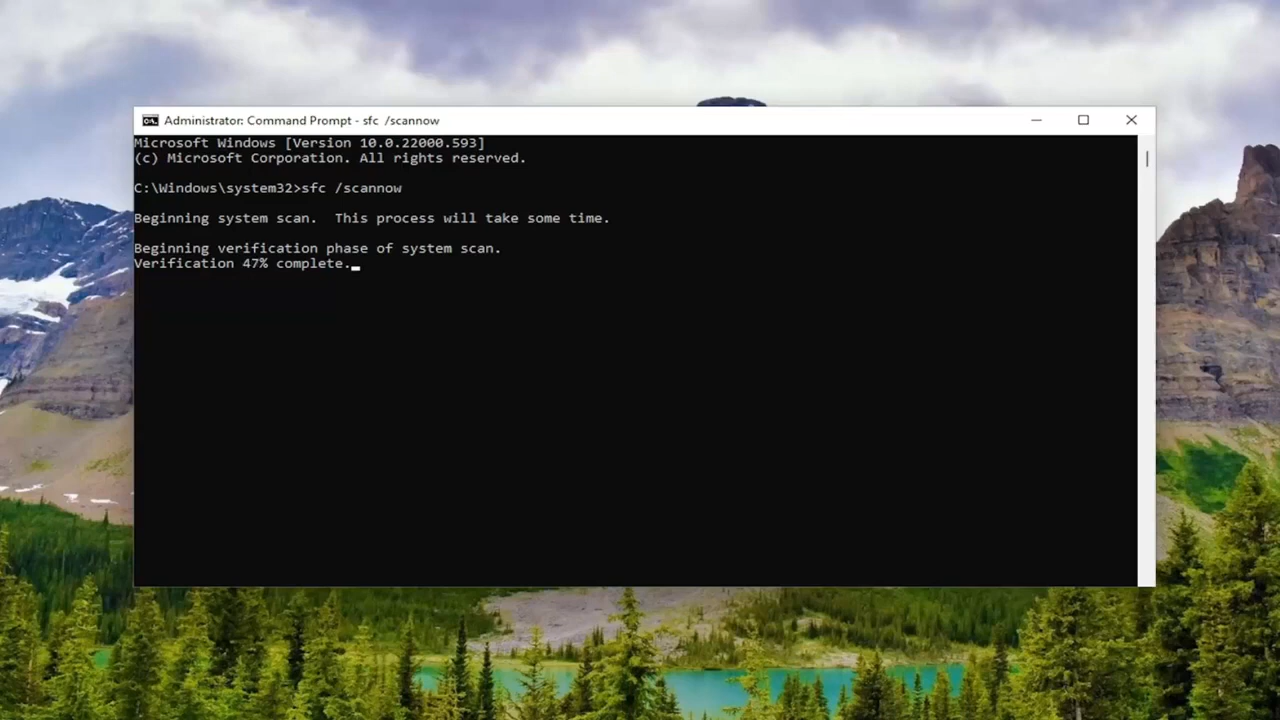 Administrator: Command Prompt - sfc  /scannow
Microsoft Windows [Version 10.0.22000.593]
(c) Microsoft Corporation. All rights reserved.
C:\Windows\system32>sfc /scannow
Beginning system scan.  This process will take some time.
Beginning verification phase of system scan.
Verification 47% complete.